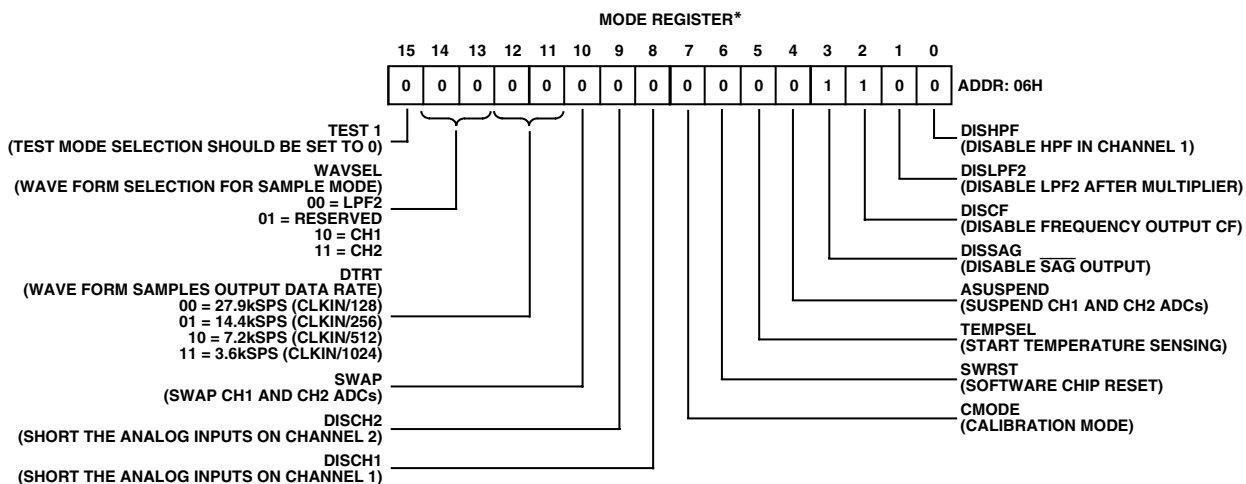 MODE REGISTER*
15 14 13 12 11 10 9 8 7 6 5 4 3 2 1 0
0 0 0 0 0 0 0 0 0 0 0 0 1 1 0 0 ADDR: 06H
TEST 1
(TEST MODE SELECTION SHOULD BE SET TO 0)
WAVSEL
(WAVE FORM SELECTION FOR SAMPLE MODE)
00 = LPF2
01 = RESERVED
10 = CH1
11 = CH2
DTRT
(WAVE FORM SAMPLES OUTPUT DATA RATE)
00 = 27.9kSPS (CLKIN/128)
01 = 14.4kSPS (CLKIN/256)
10 = 7.2kSPS (CLKIN/512)
11 = 3.6kSPS (CLKIN/1024)
SWAP
(SWAP CH1 AND CH2 ADCs)
DISCH2
(SHORT THE ANALOG INPUTS ON CHANNEL 2)
DISCH1
(SHORT THE ANALOG INPUTS ON CHANNEL 1)
DISHPF
(DISABLE HPF IN CHANNEL 1)
DISLPF2
(DISABLE LPF2 AFTER MULTIPLIER)
DISCF
(DISABLE FREQUENCY OUTPUT CF)
DISSAG
(DISABLE SAG OUTPUT)
ASUSPEND
(SUSPEND CH1 AND CH2 ADCs)
TEMPSEL
(START TEMPERATURE SENSING)
SWRST
(SOFTWARE CHIP RESET)
CMODE
(CALIBRATION MODE)